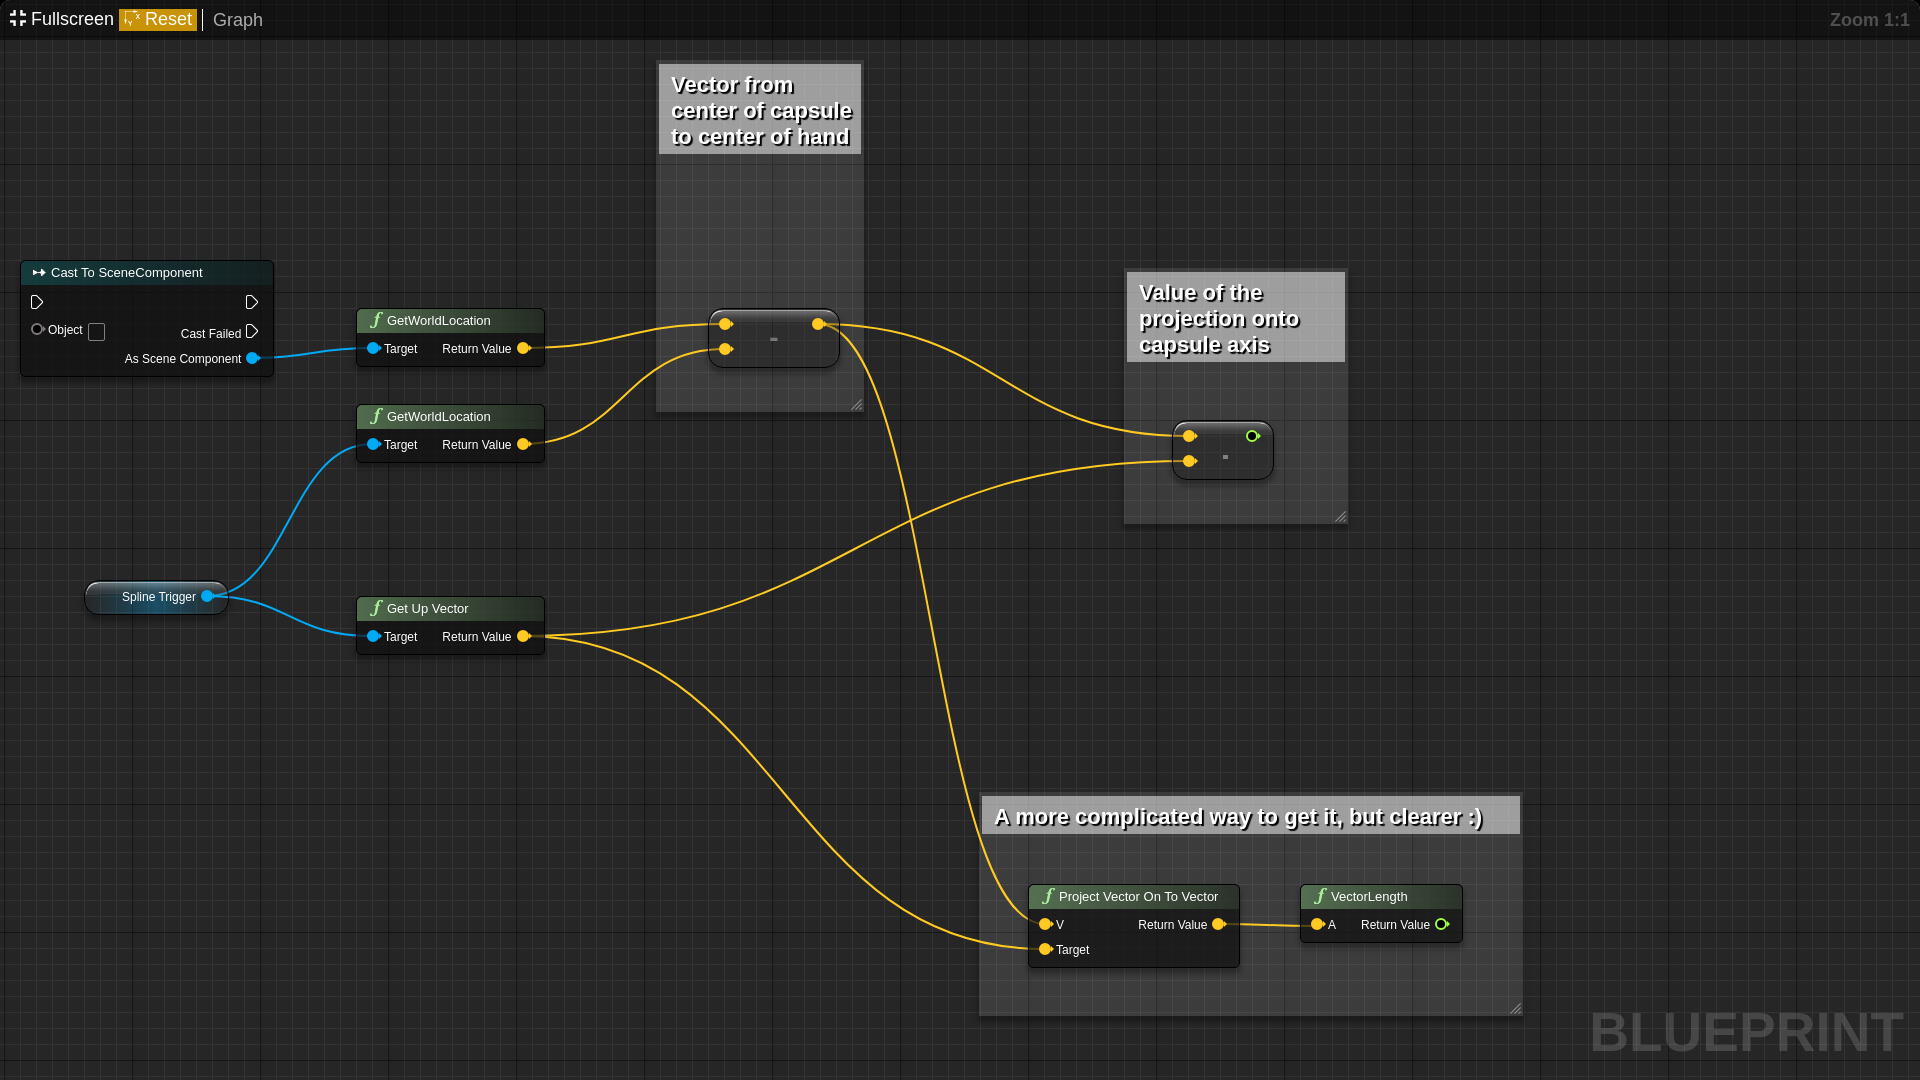 Fullscreen Reset Graph Zoom 1:1
Vector from
center of capsule
to center of hand
Cast To SceneComponent
Object
Cast Failed
As Scene Component
GetWorldLocation
Target Return Value
-
GetWorldLocation
Target Return Value
Value of the
projection onto
capsule axis
.
Spline Trigger
Get Up Vector
Target Return Value
A more complicated way to get it, but clearer :)
Project Vector On To Vector
V Return Value
Target
VectorLength
A Return Value
BLUEPRINT